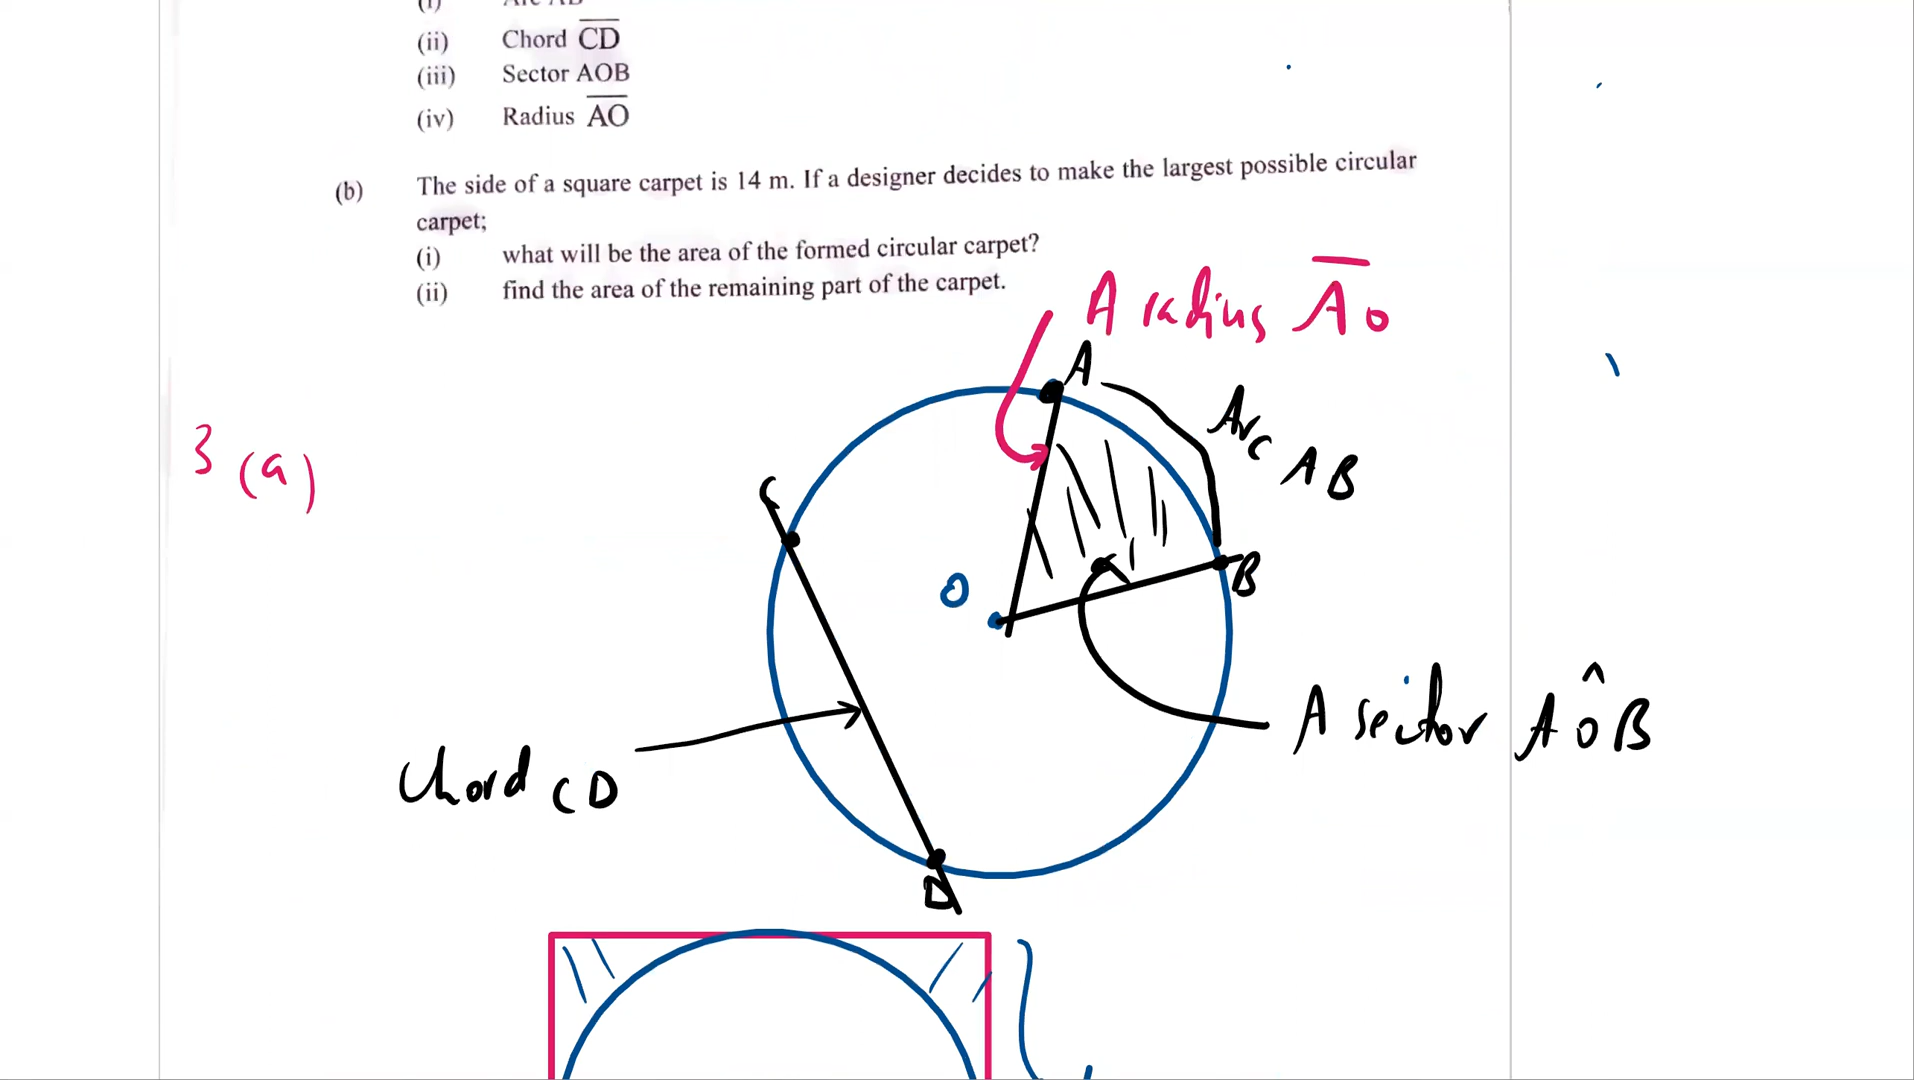 (ii) Chord CD
(iii) Sector AOB
(iv) Radius AO
(b) The side of a square carpet is 14 m. If a designer decides to make the largest possible circular
carpet;
(i) what will be the area of the formed circular carpet?
(ii) find the area of the remaining part of the carpet.
A radius AO
A
Arc AB
3 (a)
C
O
B
A sector AÔB
Chord CD
D